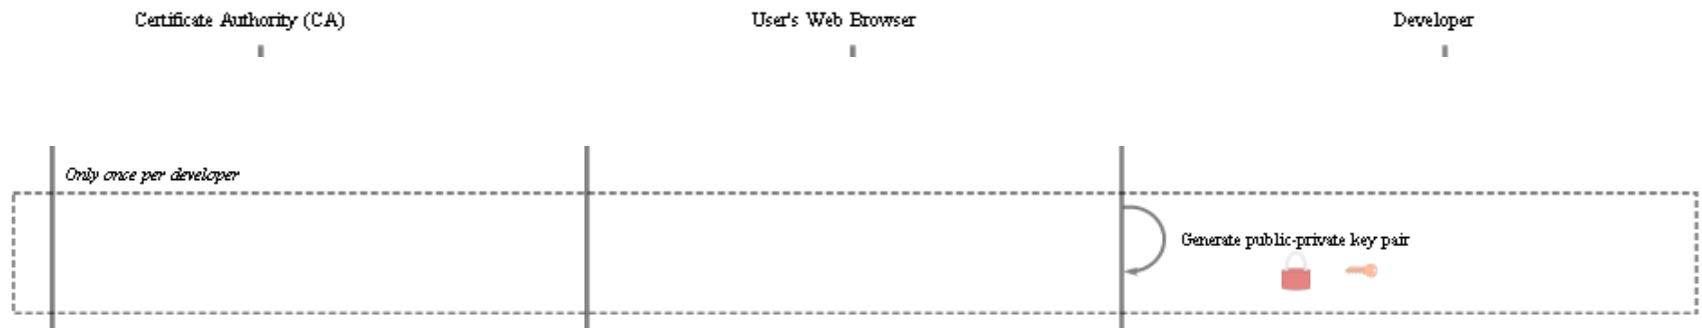 Certificate Authority (CA)
User's Web Browser
Developer
Only once per developer
Generate public-private key pair